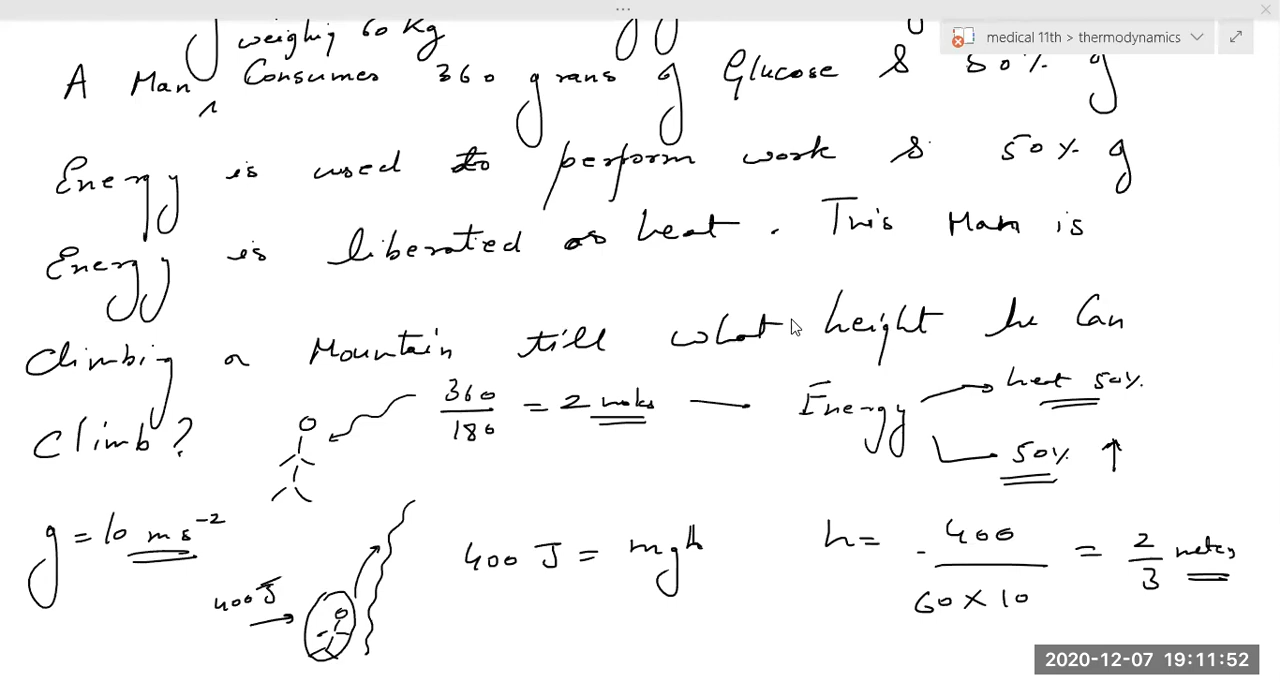 medical 11th > thermodynamics
weighing 60 Kg
A Man Consumes 360 grams of Glucose & 50% of
Energy is used to perform work & 50% of
Energy is liberated as heat. This Man is
Climbing a Mountain till what height he Can
Climb?
360/180 = 2 moles — Energy → heat 50%
50% ↑
g = 10 ms⁻²
400 J
400 J = mgh
h = 400/60×10 = 2/3 meters
2020-12-07 19:11:52